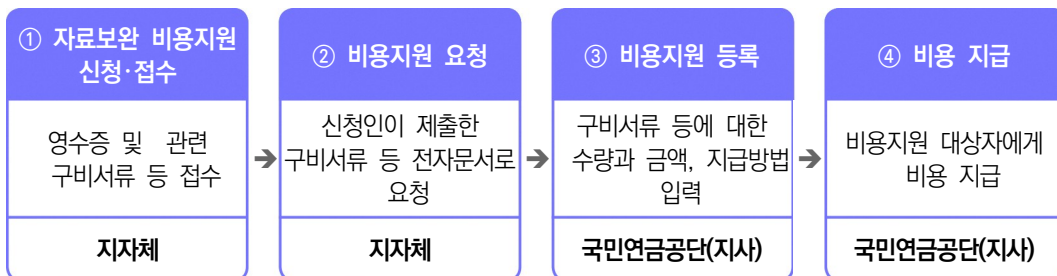 ① 자료보완 비용지원
신청·접수
영수증 및 관련
구비서류 등 접수
지자체
➔
② 비용지원 요청
신청인이 제출한
구비서류 등 전자문서로
요청
지자체
➔
③ 비용지원 등록
구비서류 등에 대한
수량과 금액, 지급방법
입력
국민연금공단(지사)
➔
④ 비용 지급
비용지원 대상자에게
비용 지급
국민연금공단(지사)